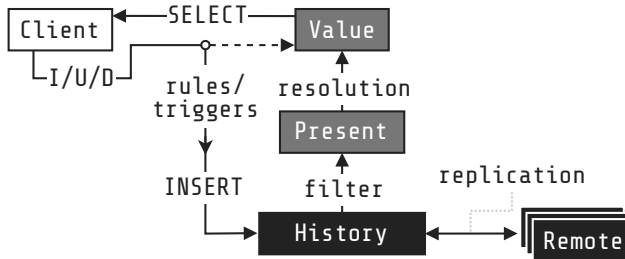 Client
SELECT
Value
I/U/D
rules/
triggers
resolution
Present
INSERT
filter
replication
History
Remote